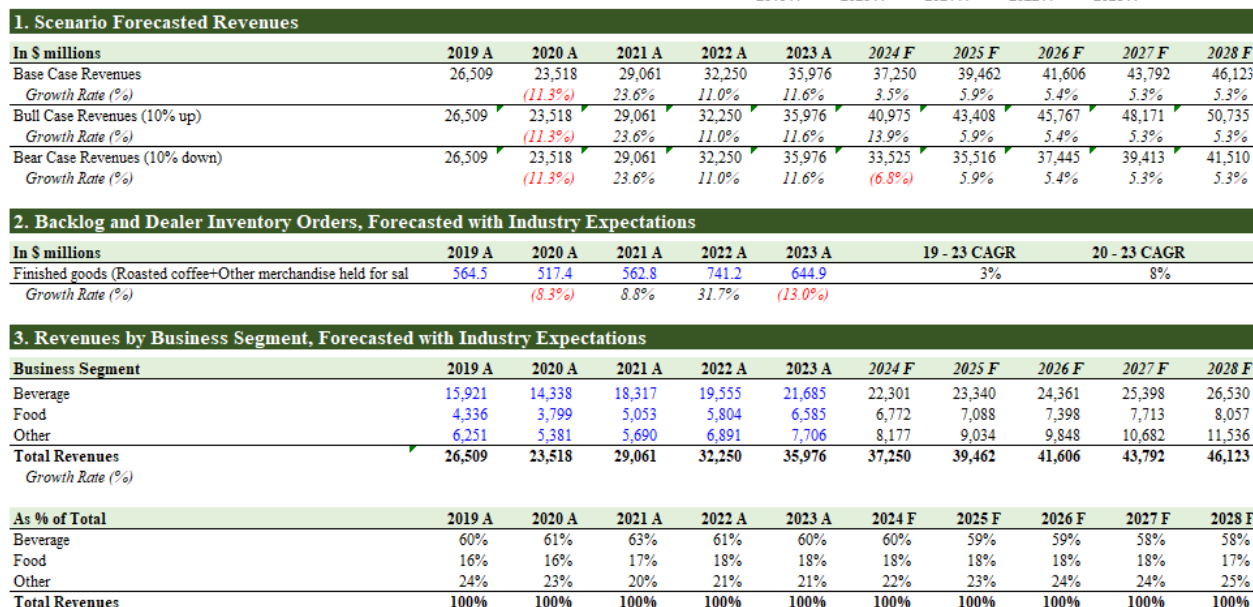 1. Scenario Forecasted Revenues
In $ millions 2019 A 2020 A 2021 A 2022 A 2023 A 2024 F 2025 F 2026 F 2027 F 2028 F
Base Case Revenues 26,509 23,518 29,061 32,250 35,976 37,250 39,462 41,606 43,792 46,123
Growth Rate (%) (11.3%) 23.6% 11.0% 11.6% 3.5% 5.9% 5.4% 5.3% 5.3%
Bull Case Revenues (10% up) 26,509 23,518 29,061 32,250 35,976 40,975 43,408 45,767 48,171 50,735
Growth Rate (%) (11.3%) 23.6% 11.0% 11.6% 13.9% 5.9% 5.4% 5.3% 5.3%
Bear Case Revenues (10% down) 26,509 23,518 29,061 32,250 35,976 33,525 35,516 37,445 39,413 41,510
Growth Rate (%) (11.3%) 23.6% 11.0% 11.6% (6.8%) 5.9% 5.4% 5.3% 5.3%
2. Backlog and Dealer Inventory Orders, Forecasted with Industry Expectations
In $ millions 2019 A 2020 A 2021 A 2022 A 2023 A 19 - 23 CAGR 20 - 23 CAGR
Finished goods (Roasted coffee+Other merchandise held for sal 564.5 517.4 562.8 741.2 644.9 3% 8%
Growth Rate (%) (8.3%) 8.8% 31.7% (13.0%)
3. Revenues by Business Segment, Forecasted with Industry Expectations
Business Segment 2019 A 2020 A 2021 A 2022 A 2023 A 2024 F 2025 F 2026 F 2027 F 2028 F
Beverage 15,921 14,338 18,317 19,555 21,685 22,301 23,340 24,361 25,398 26,530
Food 4,336 3,799 5,053 5,804 6,585 6,772 7,088 7,398 7,713 8,057
Other 6,251 5,381 5,690 6,891 7,706 8,177 9,034 9,848 10,682 11,536
Total Revenues 26,509 23,518 29,061 32,250 35,976 37,250 39,462 41,606 43,792 46,123
Growth Rate (%)
As % of Total 2019 A 2020 A 2021 A 2022 A 2023 A 2024 F 2025 F 2026 F 2027 F 2028 F
Beverage 60% 61% 63% 61% 60% 60% 59% 59% 58% 58%
Food 16% 16% 17% 18% 18% 18% 18% 18% 18% 17%
Other 24% 23% 20% 21% 21% 22% 23% 24% 24% 25%
Total Revenues 100% 100% 100% 100% 100% 100% 100% 100% 100% 100%